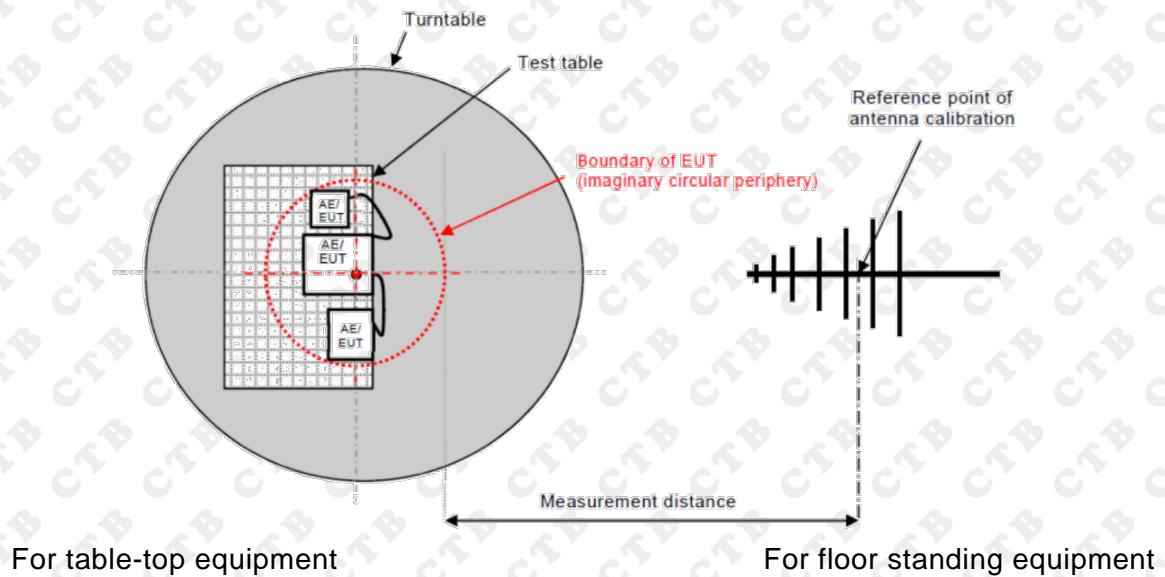 Turntable
Test table
Reference point of
antenna calibration
Boundary of EUT
(imaginary circular periphery)
AE/
EUT
AE/
EUT
AE/
EUT
Measurement distance
For table-top equipment
For floor standing equipment
CTB